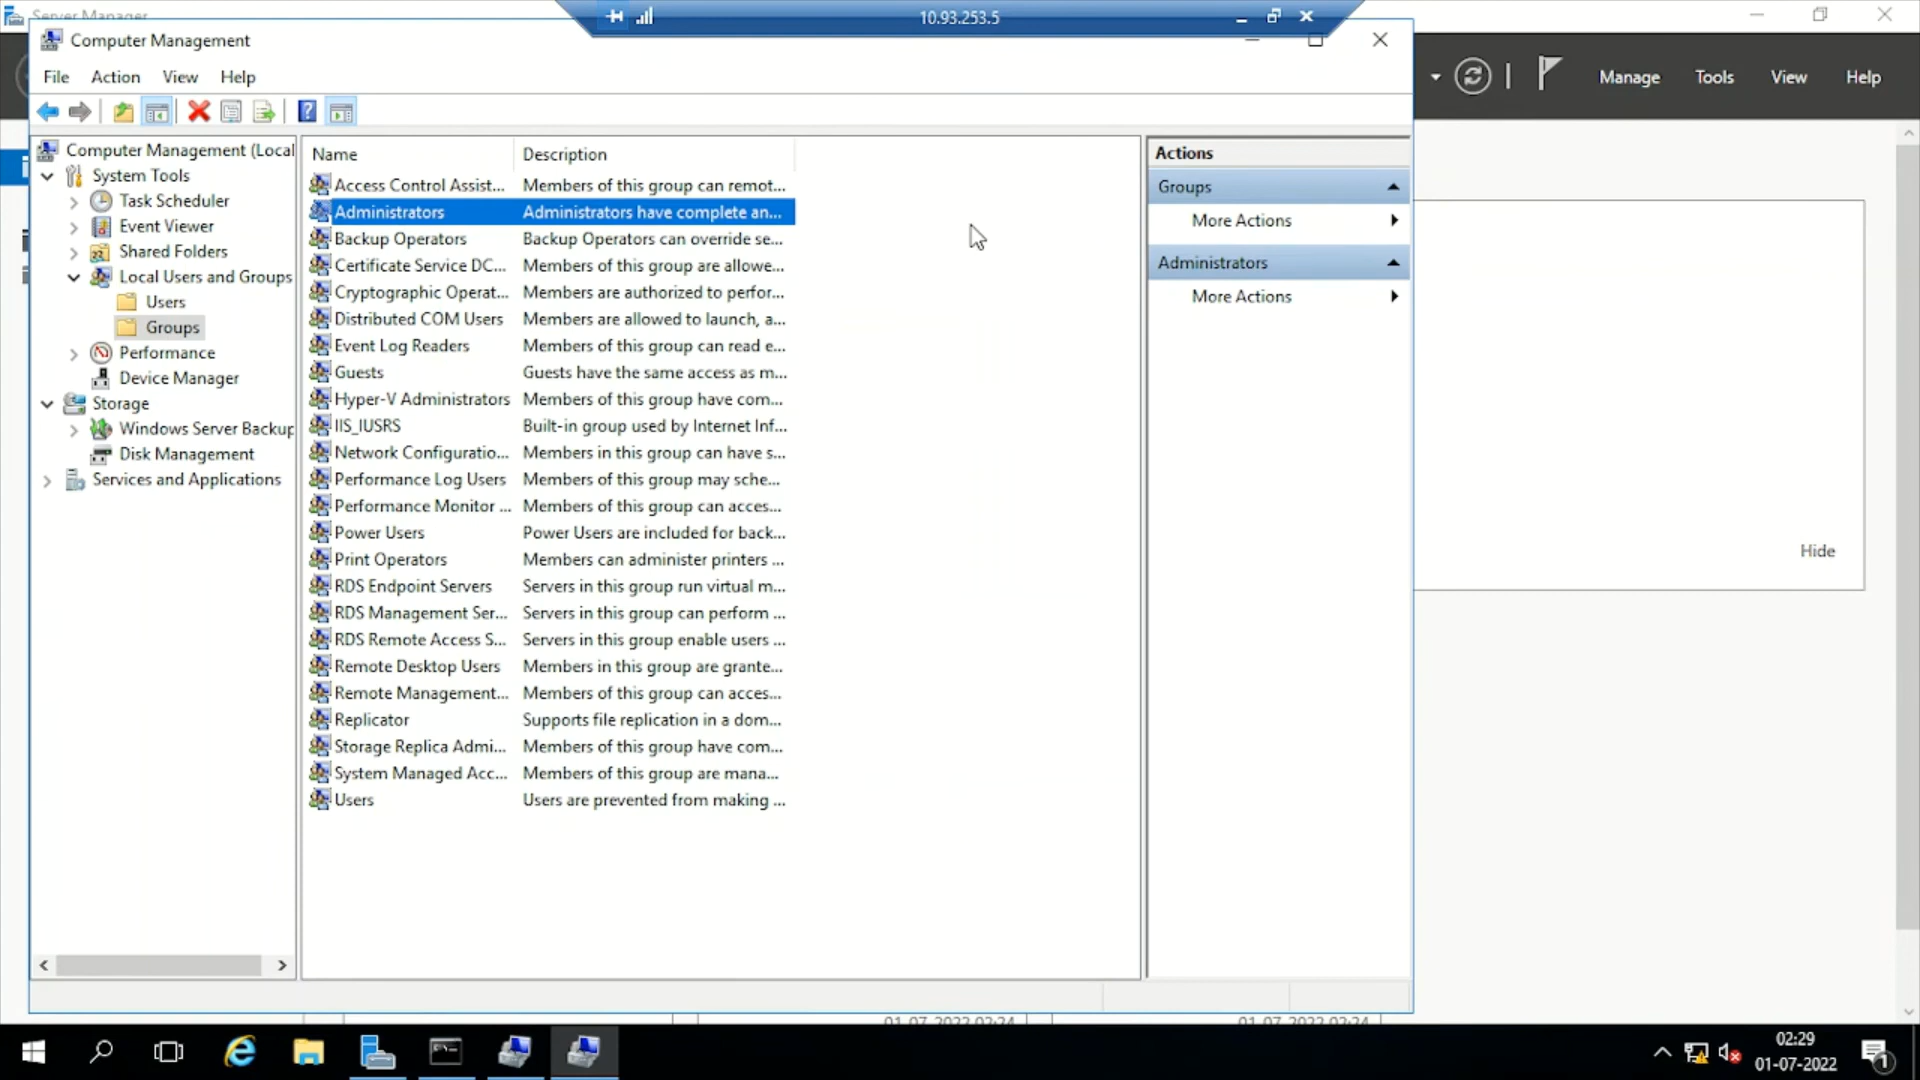 Server Manager
10.93.253.5
Computer Management
File Action View Help
Manage Tools View Help
Computer Management (Local
System Tools
Task Scheduler
Event Viewer
Shared Folders
Local Users and Groups
Users
Groups
Performance
Device Manager
Storage
Windows Server Backup
Disk Management
Services and Applications
Name Description
Access Control Assist... Members of this group can remot...
Administrators Administrators have complete an...
Backup Operators Backup Operators can override se...
Certificate Service DC... Members of this group are allowe...
Cryptographic Operat... Members are authorized to perfor...
Distributed COM Users Members are allowed to launch, a...
Event Log Readers Members of this group can read e...
Guests Guests have the same access as m...
Hyper-V Administrators Members of this group have com...
IIS_IUSRS Built-in group used by Internet Inf...
Network Configuratio... Members in this group can have s...
Performance Log Users Members of this group may sche...
Performance Monitor ... Members of this group can acces...
Power Users Power Users are included for back...
Print Operators Members can administer printers ...
RDS Endpoint Servers Servers in this group run virtual m...
RDS Management Ser... Servers in this group can perform ...
RDS Remote Access S... Servers in this group enable users ...
Remote Desktop Users Members in this group are grante...
Remote Management... Members of this group can acces...
Replicator Supports file replication in a dom...
Storage Replica Admi... Members of this group have com...
System Managed Acc... Members of this group are mana...
Users Users are prevented from making ...
Actions
Groups
More Actions
Administrators
More Actions
Hide
01-07-2022 02:24 01-07-2022 02:24
02:29
01-07-2022
1